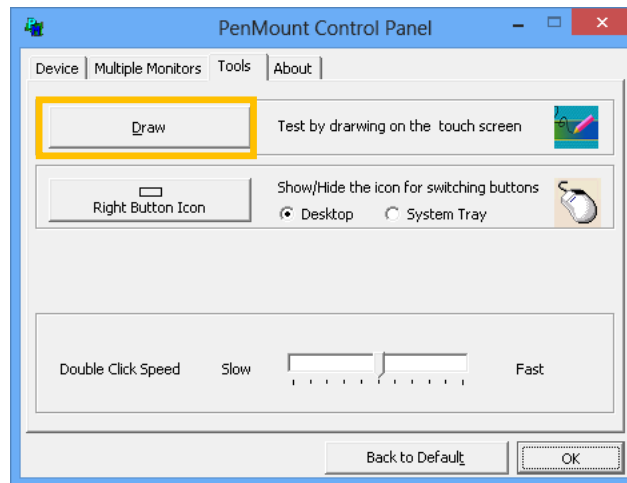 PenMount Control Panel
Device Multiple Monitors Tools About
Draw Test by drarwing on the touch screen
Show/Hide the icon for switching buttons
Right Button Icon Desktop System Tray
Double Click Speed Slow Fast
Back to Default OK